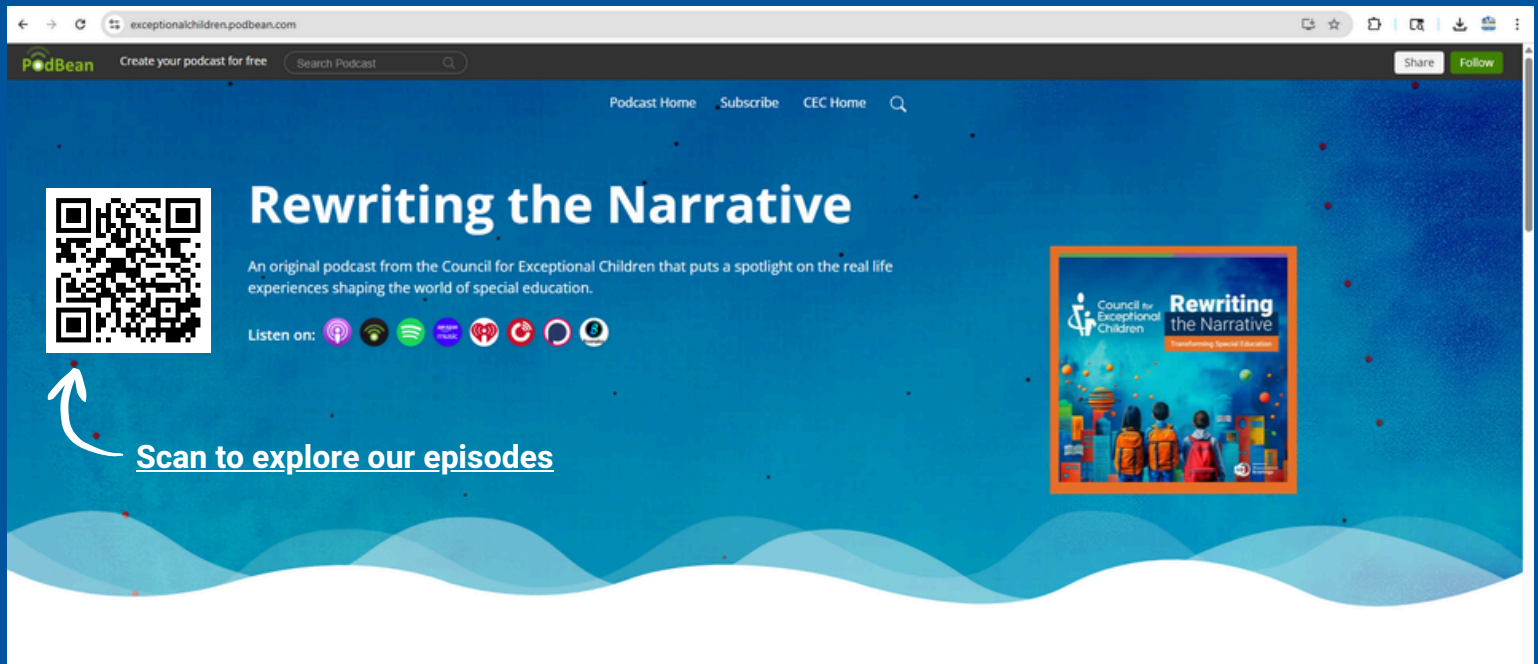 exceptionalchildren.podbean.com
PodBean
Create your podcast for free
Search Podcast
Share
Follow
Podcast Home
Subscribe
CEC Home
Rewriting the Narrative
An original podcast from the Council for Exceptional Children that puts a spotlight on the real life
experiences shaping the world of special education.
Listen on:
amazon
music
Council for
Exceptional
Children
Rewriting
the Narrative
Transforming Special Education
Scan to explore our episodes